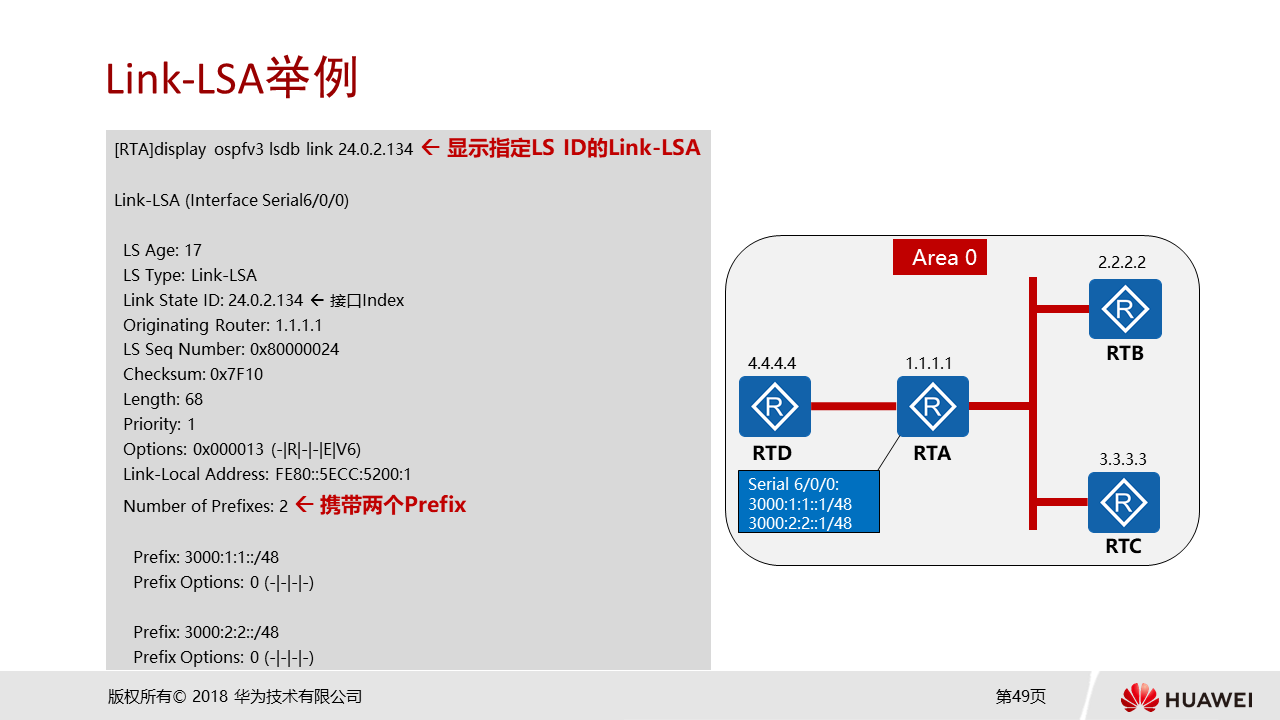 Link-LSA举例
[RTA]display ospfv3 lsdb link 24.0.2.134 ← 显示指定LS ID的Link-LSA
Link-LSA (Interface Serial6/0/0)
LS Age: 17
LS Type: Link-LSA
Link State ID: 24.0.2.134 ← 接口Index
Originating Router: 1.1.1.1
LS Seq Number: 0x80000024
Checksum: 0x7F10
Length: 68
Priority: 1
Options: 0x000013 (-|R|-|-|E|V6)
Link-Local Address: FE80::5ECC:5200:1
Number of Prefixes: 2 ← 携带两个Prefix
Prefix: 3000:1:1::/48
Prefix Options: 0 (-|-|-|-)
Prefix: 3000:2:2::/48
Prefix Options: 0 (-|-|-|-)
Area 0
2.2.2.2
R
RTB
4.4.4.4
R
RTD
1.1.1.1
R
RTA
Serial 6/0/0:
3000:1:1::1/48
3000:2:2::1/48
3.3.3.3
R
RTC
版权所有© 2018 华为技术有限公司
第49页
HUAWEI